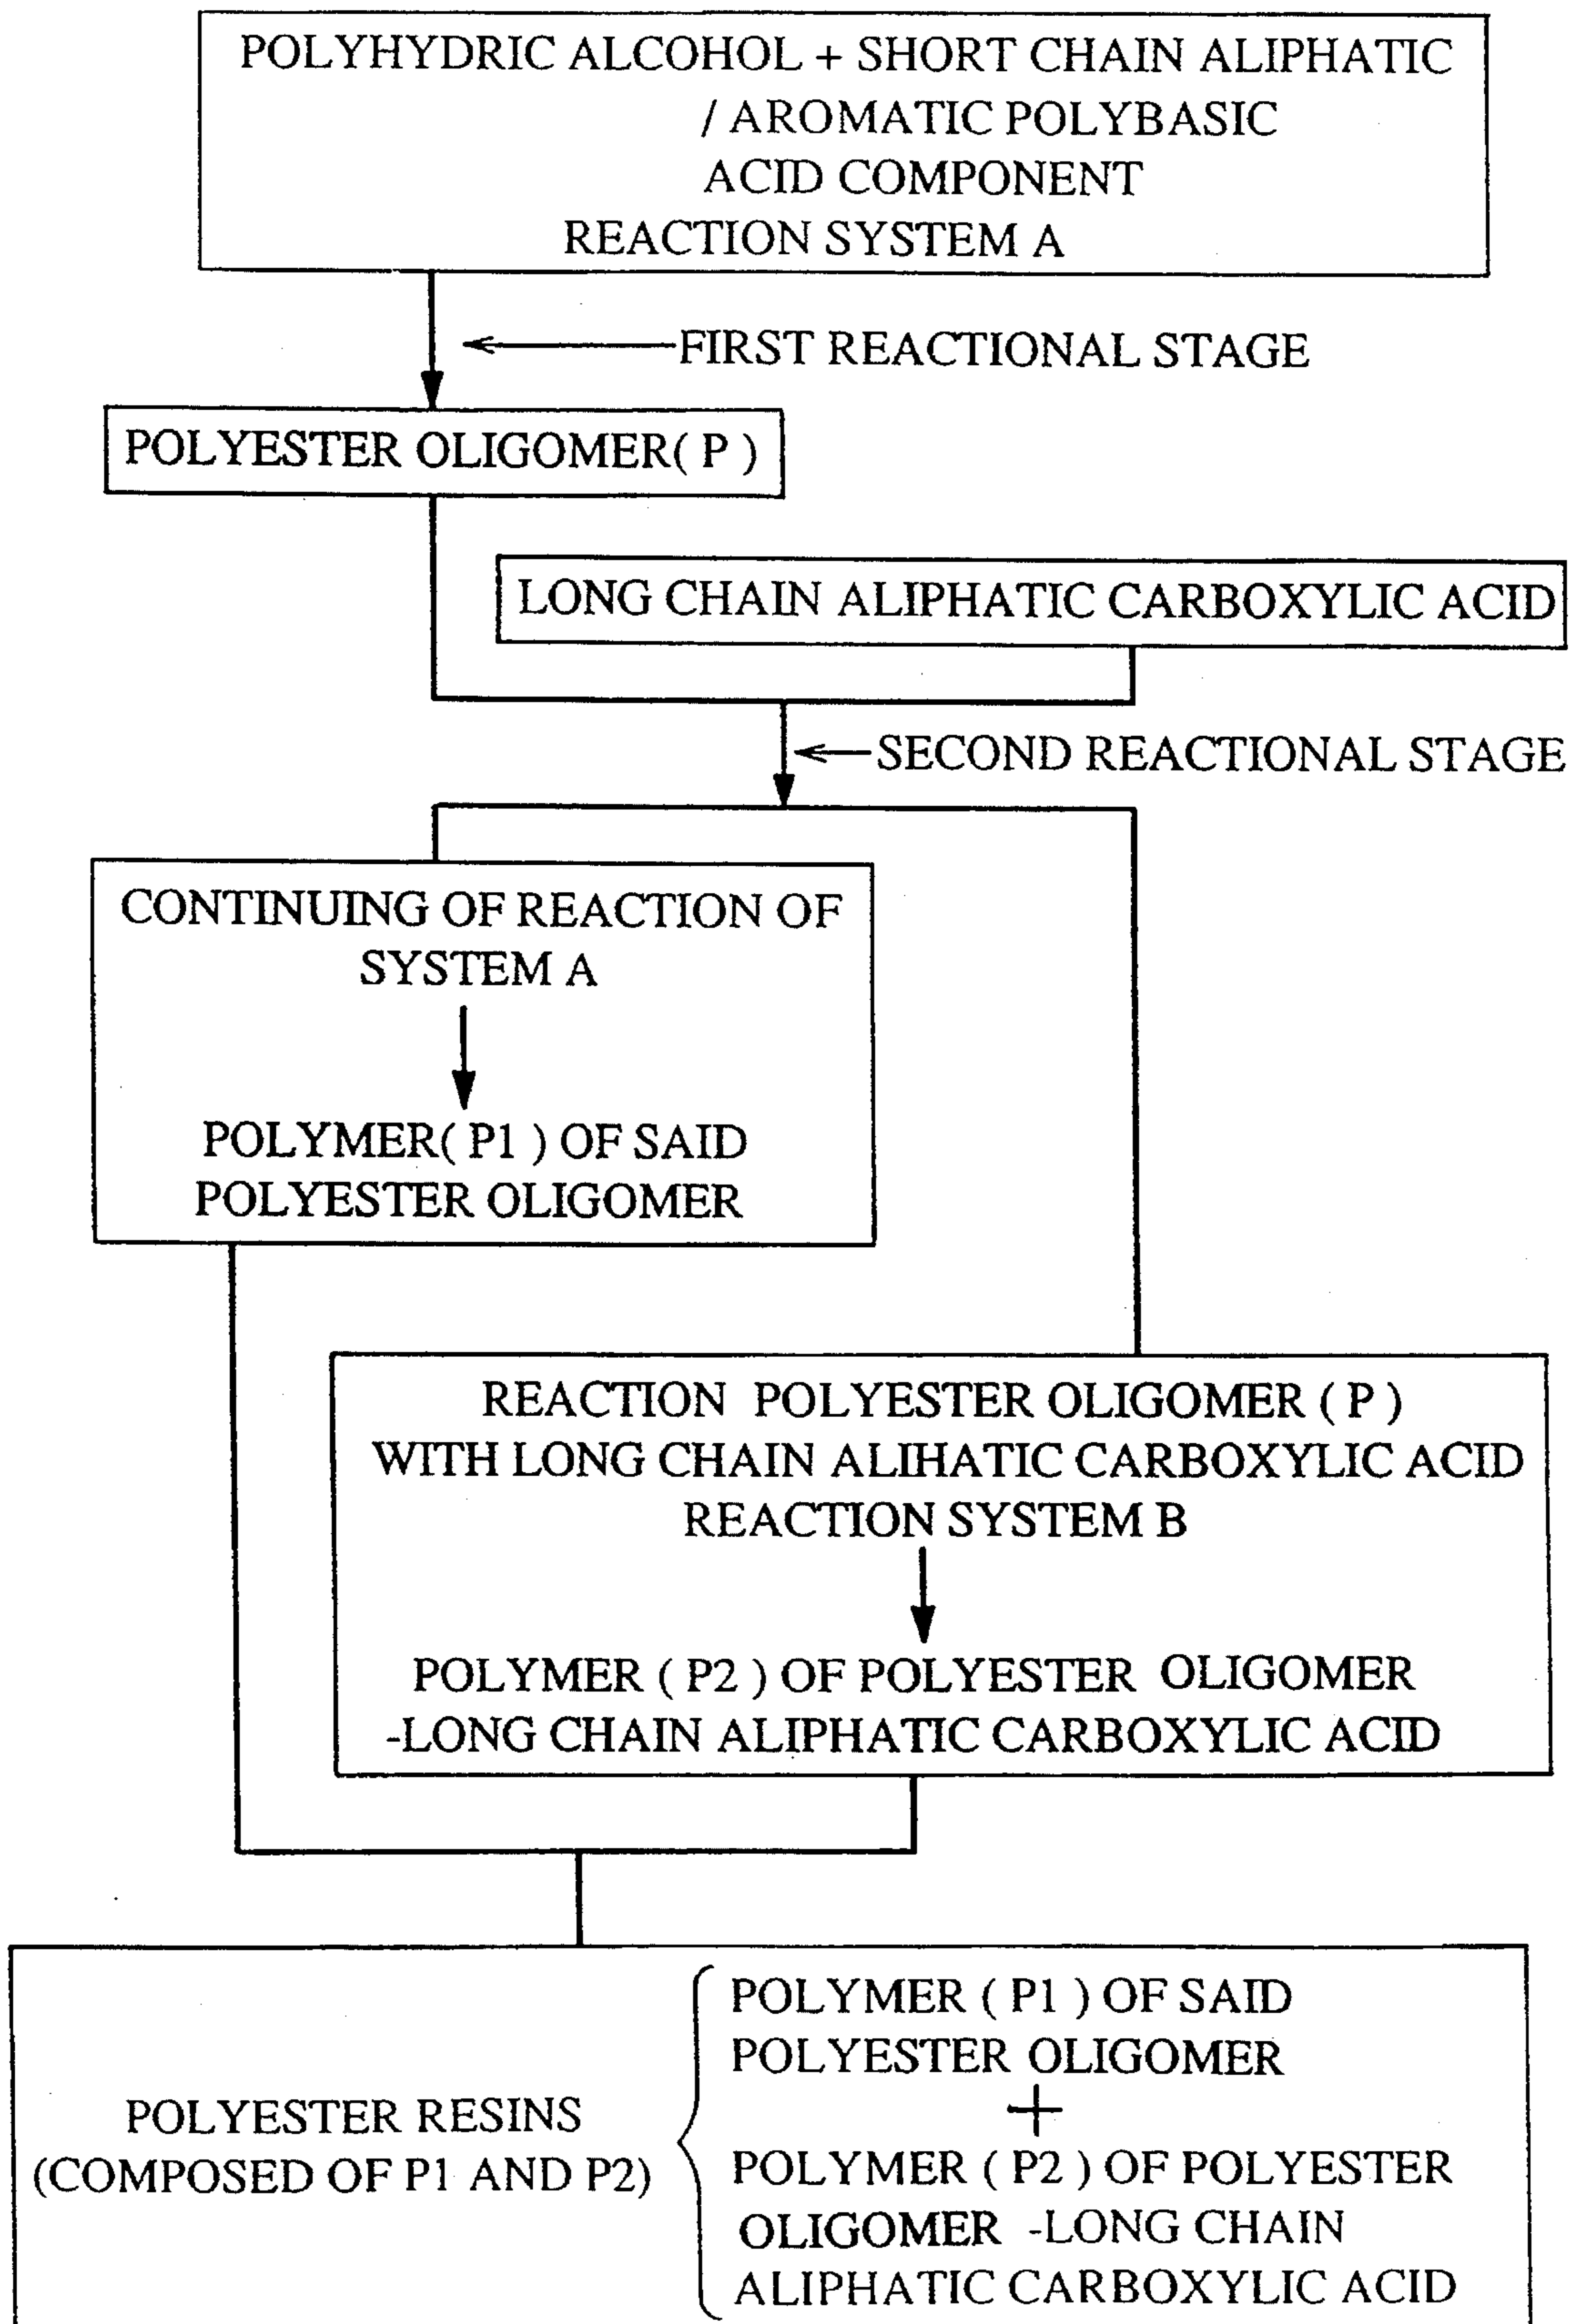 POLYHYDRIC ALCOHOL + SHORT CHAIN ALIPHATIC
/ AROMATIC POLYBASIC
ACID COMPONENT
REACTION SYSTEM A
FIRST REACTIONAL STAGE
POLYESTER OLIGOMER( P )
LONG CHAIN ALIPHATIC CARBOXYLIC ACID
SECOND REACTIONAL STAGE
CONTINUING OF REACTION OF
SYSTEM A
POLYMER( P1 ) OF SAID
POLYESTER OLIGOMER
REACTION POLYESTER OLIGOMER ( P )
WITH LONG CHAIN ALIHATIC CARBOXYLIC ACID
REACTION SYSTEM B
POLYMER ( P2 ) OF POLYESTER OLIGOMER
-LONG CHAIN ALIPHATIC CARBOXYLIC ACID
POLYESTER RESINS
(COMPOSED OF P1 AND P2)
POLYMER ( P1 ) OF SAID
POLYESTER OLIGOMER
+
POLYMER ( P2 ) OF POLYESTER
OLIGOMER -LONG CHAIN
ALIPHATIC CARBOXYLIC ACID